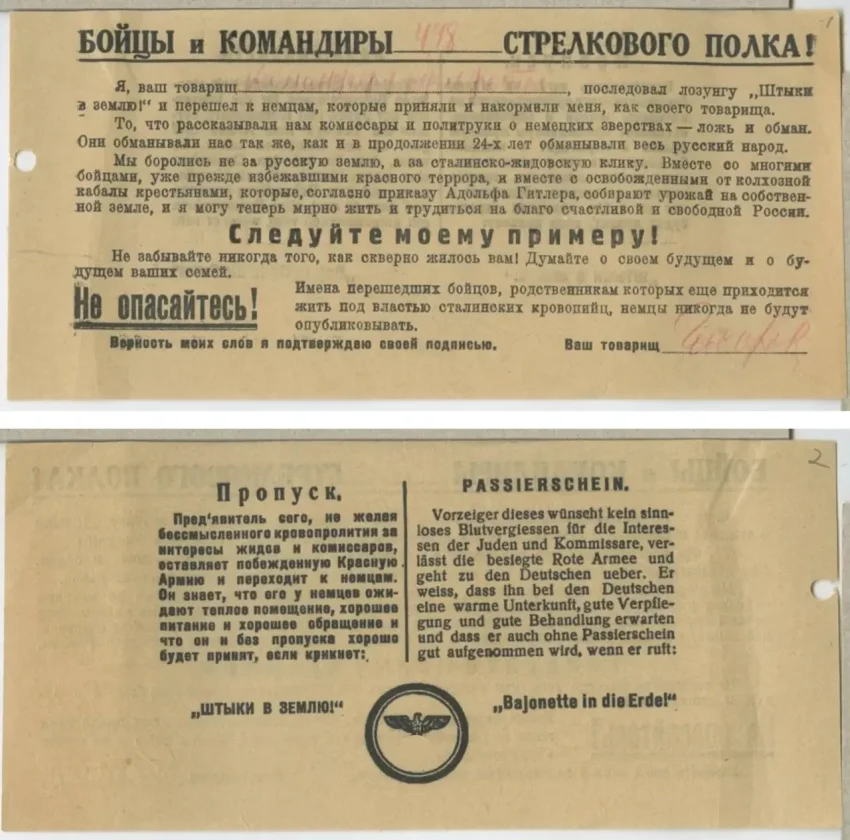 БОЙЦЫ и КОМАНДИРЫ 448 СТРЕЛКОВОГО ПОЛКА!
Я, ваш товарищ , последовал лозунгу „Штыки
в землю!“ и перешел к немцам, которые приняли и накормили меня, как своего товарища.
То, что рассказывали нам комиссары и политруки о немецких зверствах — ложь и обман.
Они обманывали нас так же, как и в продолжении 24-х лет обманывали весь русский народ.
Мы боролись не за русскую землю, а за сталинско-жидовскую клику. Вместе со многими
бойцами, уже прежде избежавшими красного террора, и вместе с освобожденными от колхозной
кабалы крестьянами, которые, согласно приказу Адольфа Гитлера, собирают урожай на собствен-
ной земле, и я могу теперь мирно жить и трудиться на благо счастливой и свободной России.
Следуйте моему примеру!
Не забывайте никогда того, как скверно жилось вам! Думайте о своем будущем и о бу-
дущем ваших семей.
Не опасайтесь!
Имена перешедших бойцов, родственникам которых еще приходится
жить под властью сталинских кровопийц, немцы никогда не будут
опубликовывать.
Верность моих слов я подтверждаю своей подписью. Ваш товарищ
2
Пропуск.
Пред'явитель сего, не желая
бессмысленного кровопролития за
интересы жидов и комиссаров,
оставляет побежденную Красную
Армию и переходит к немцам.
Он знает, что его у немцев ожи-
дают теплое помещение, хорошее
питание и хорошее обращение и
что он и без пропуска хорошо
будет принят, если крикнет:
„ШТЫКИ В ЗЕМЛЮ!“
PASSIERSCHEIN.
Vorzeiger dieses wünscht kein sinn-
loses Blutvergiessen für die Interes-
sen der Juden und Kommissare, ver-
lässt die besiegte Rote Armee und
geht zu den Deutschen ueber. Er
weiss, dass ihn bei den Deutschen
eine warme Unterkunft, gute Verpfle-
gung und gute Behandlung erwarten
und dass er auch ohne Passierschein
gut aufgenommen wird, wenn er ruft:
„Bajonette in die Erde!“